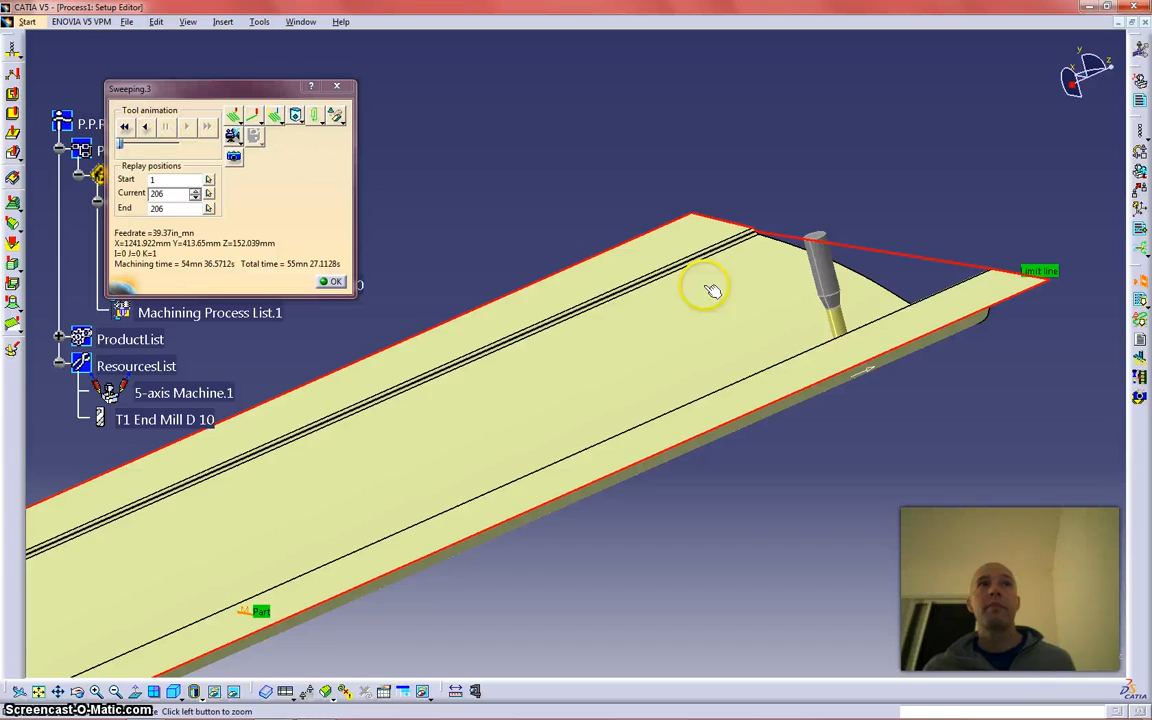 CATIA V5 - [Process1: Setup Editor]
Start ENOVIA V5 VPM File Edit View Insert Tools Window Help
Sweeping.3
Tool animation
Replay positions
Start 1
Current 206
End 206
Feedrate =39.37in_mn
X=1241.922mm Y=413.65mm Z=152.039mm
I=0 J=0 K=1
Machining time = 54mn 36.5712s Total time = 55mn 27.1128s
OK
P.P.
Machining Process List.1
ProductList
ResourcesList
5-axis Machine.1
T1 End Mill D 10
Limit line
Part
x y z
DS CATIA
Screencast-O-Matic.com
Click left button to zoom